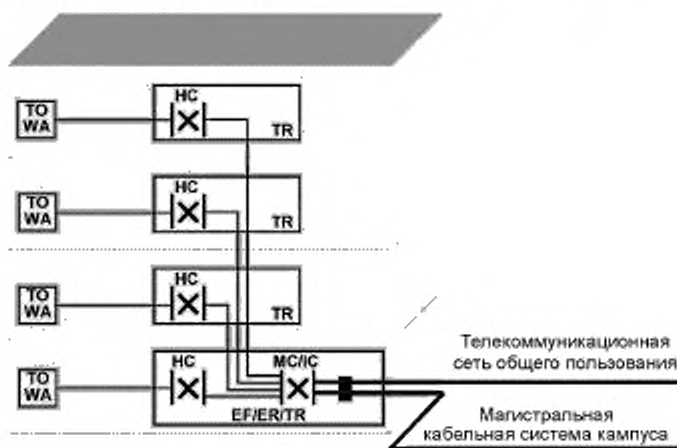 HC
TO
WA
TR
HC
TO
WA
TR
HC
TO
WA
TR
HC
MC/IC
TO
WA
EF/ER/TR
Телекоммуникационная
сеть общего пользования
Магистральная
кабельная система кампуса